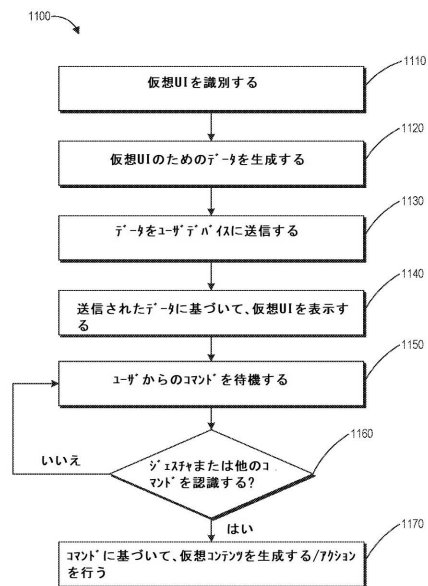 1100
仮想UIを識別する
1110
仮想UIのためのデータを生成する
1120
データをユーザデバイスに送信する
1130
送信されたデータに基づいて、仮想UIを表示す
る
1140
ユーザからのコマンドを待機する
1150
ジェスチャまたは他のコ
マンドを認識する?
1160
いいえ
はい
コマンドに基づいて、仮想コンテンツを生成する/アクション
を行う
1170